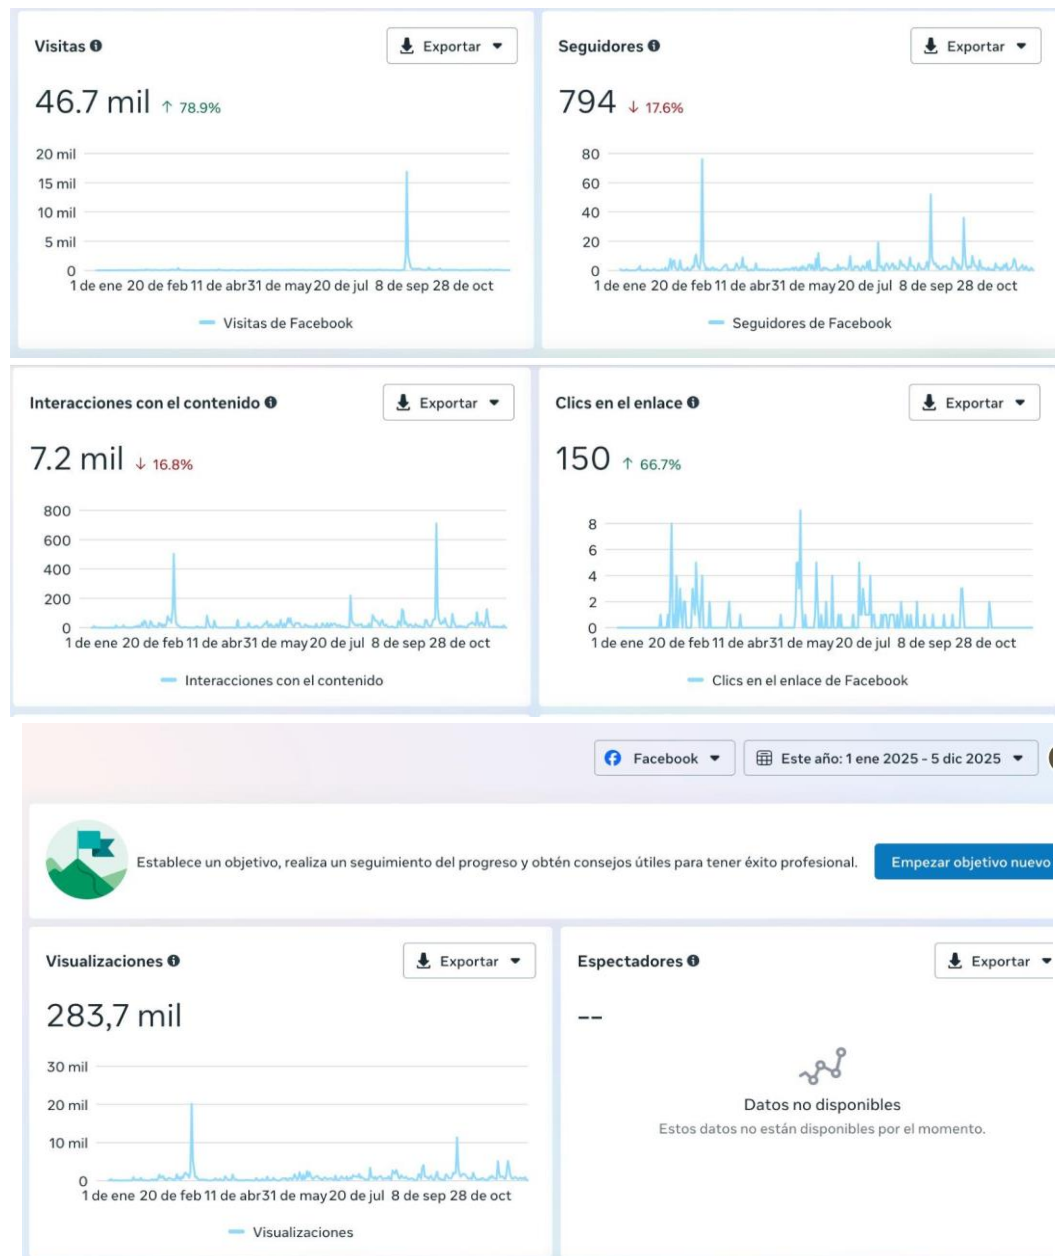 Visitas
Exportar
Seguidores
Exportar
46.7 mil ↑ 78.9%
794 ↓ 17.6%
20 mil
15 mil
10 mil
5 mil
0
1 de ene 20 de feb 11 de abr 31 de may 20 de jul 8 de sep 28 de oct
Visitas de Facebook
80
60
40
20
0
1 de ene 20 de feb 11 de abr 31 de may 20 de jul 8 de sep 28 de oct
Seguidores de Facebook
Interacciones con el contenido
Exportar
Clics en el enlace
Exportar
7.2 mil ↓ 16.8%
150 ↑ 66.7%
800
600
400
200
0
1 de ene 20 de feb 11 de abr 31 de may 20 de jul 8 de sep 28 de oct
Interacciones con el contenido
8
6
4
2
0
1 de ene 20 de feb 11 de abr 31 de may 20 de jul 8 de sep 28 de oct
Clics en el enlace de Facebook
Facebook
Este año: 1 ene 2025 - 5 dic 2025
Establece un objetivo, realiza un seguimiento del progreso y obtén consejos útiles para tener éxito profesional.
Empezar objetivo nuevo
Visualizaciones
Exportar
Espectadores
Exportar
283,7 mil
--
30 mil
20 mil
10 mil
0
1 de ene 20 de feb 11 de abr 31 de may 20 de jul 8 de sep 28 de oct
Visualizaciones
Datos no disponibles
Estos datos no están disponibles por el momento.